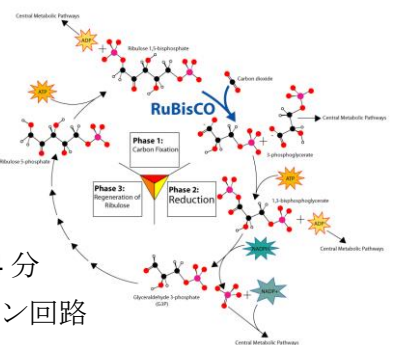 Central Metabolic Pathways
ADP
+
Ribulose 1,5-bisphosphate
ATP
Carbon dioxide
RuBisCO
+
Central Metabolic Pathways
3-phosphoglycerate
Ribulose 5-phosphate
Phase 1:
Carbon Fixation
Phase 3:
Regeneration of
Ribulose
Phase 2:
Reduction
ATP
1,3-bisphosphoglycerate
+
ADP
Central Metabolic Pathways
NADPH
分
ン回路
Glyceraldehyde 3-phosphate
(G3P)
+
NADP+
Central Metabolic Pathways